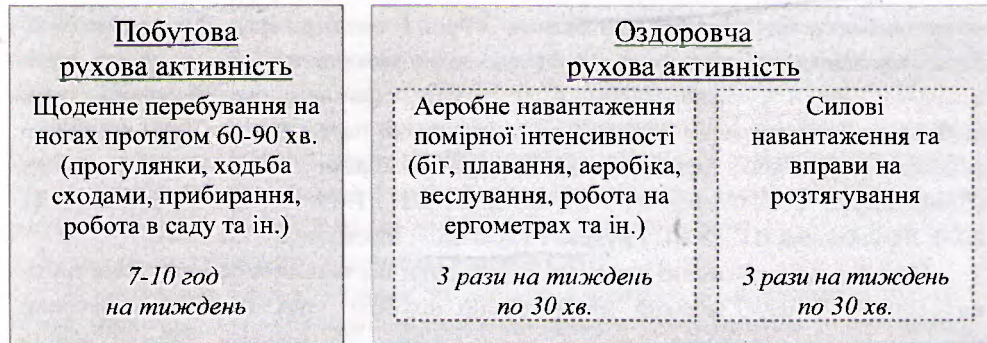 Побутова
рухова активність
Щоденне перебування на
ногах протягом 60-90 хв.
(прогулянки, ходьба
сходами, прибирання,
робота в саду та ін.)
7-10 год
на тиждень
Оздоровча
рухова активність
Аеробне навантаження
помірної інтенсивності
(біг, плавання, аеробіка,
веслування, робота на
ергометрах та ін.)
3 рази на тиждень
по 30 хв.
Силові
навантаження та
вправи на
розтягування
3 рази на тиждень
по 30 хв.